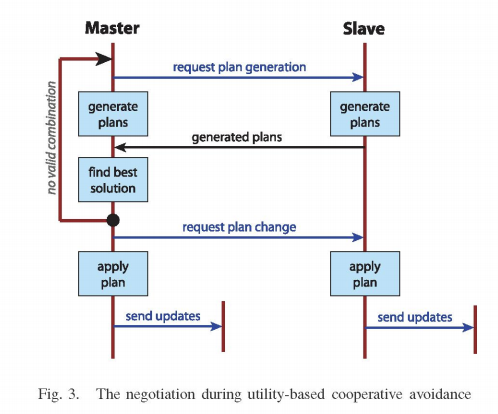 Master
Slave
request plan generation
generate
plans
generate
plans
generated plans
no valid combination
find best
solution
request plan change
apply
plan
apply
plan
send updates
send updates
Fig. 3. The negotiation during utility-based cooperative avoidance